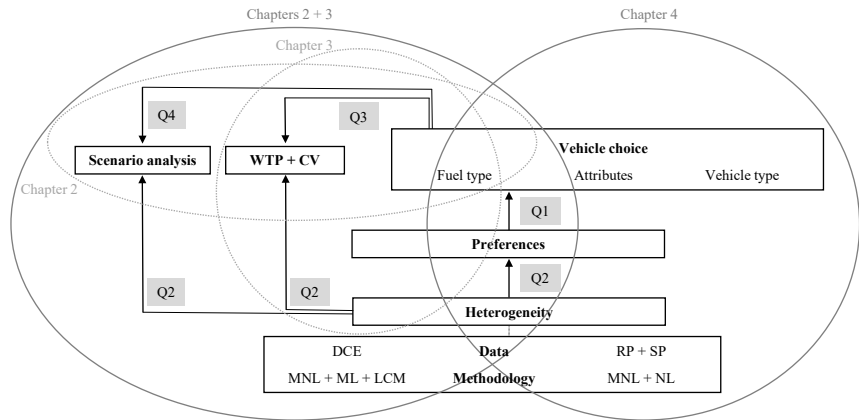 Chapters 2 + 3
Chapter 4
Chapter 3
Q4
Q3
Vehicle choice
Scenario analysis
WTP + CV
Fuel type
Attributes
Vehicle type
Chapter 2
Q1
Preferences
Q2
Q2
Q2
Heterogeneity
DCE
Data
RP + SP
MNL + ML + LCM
Methodology
MNL + NL